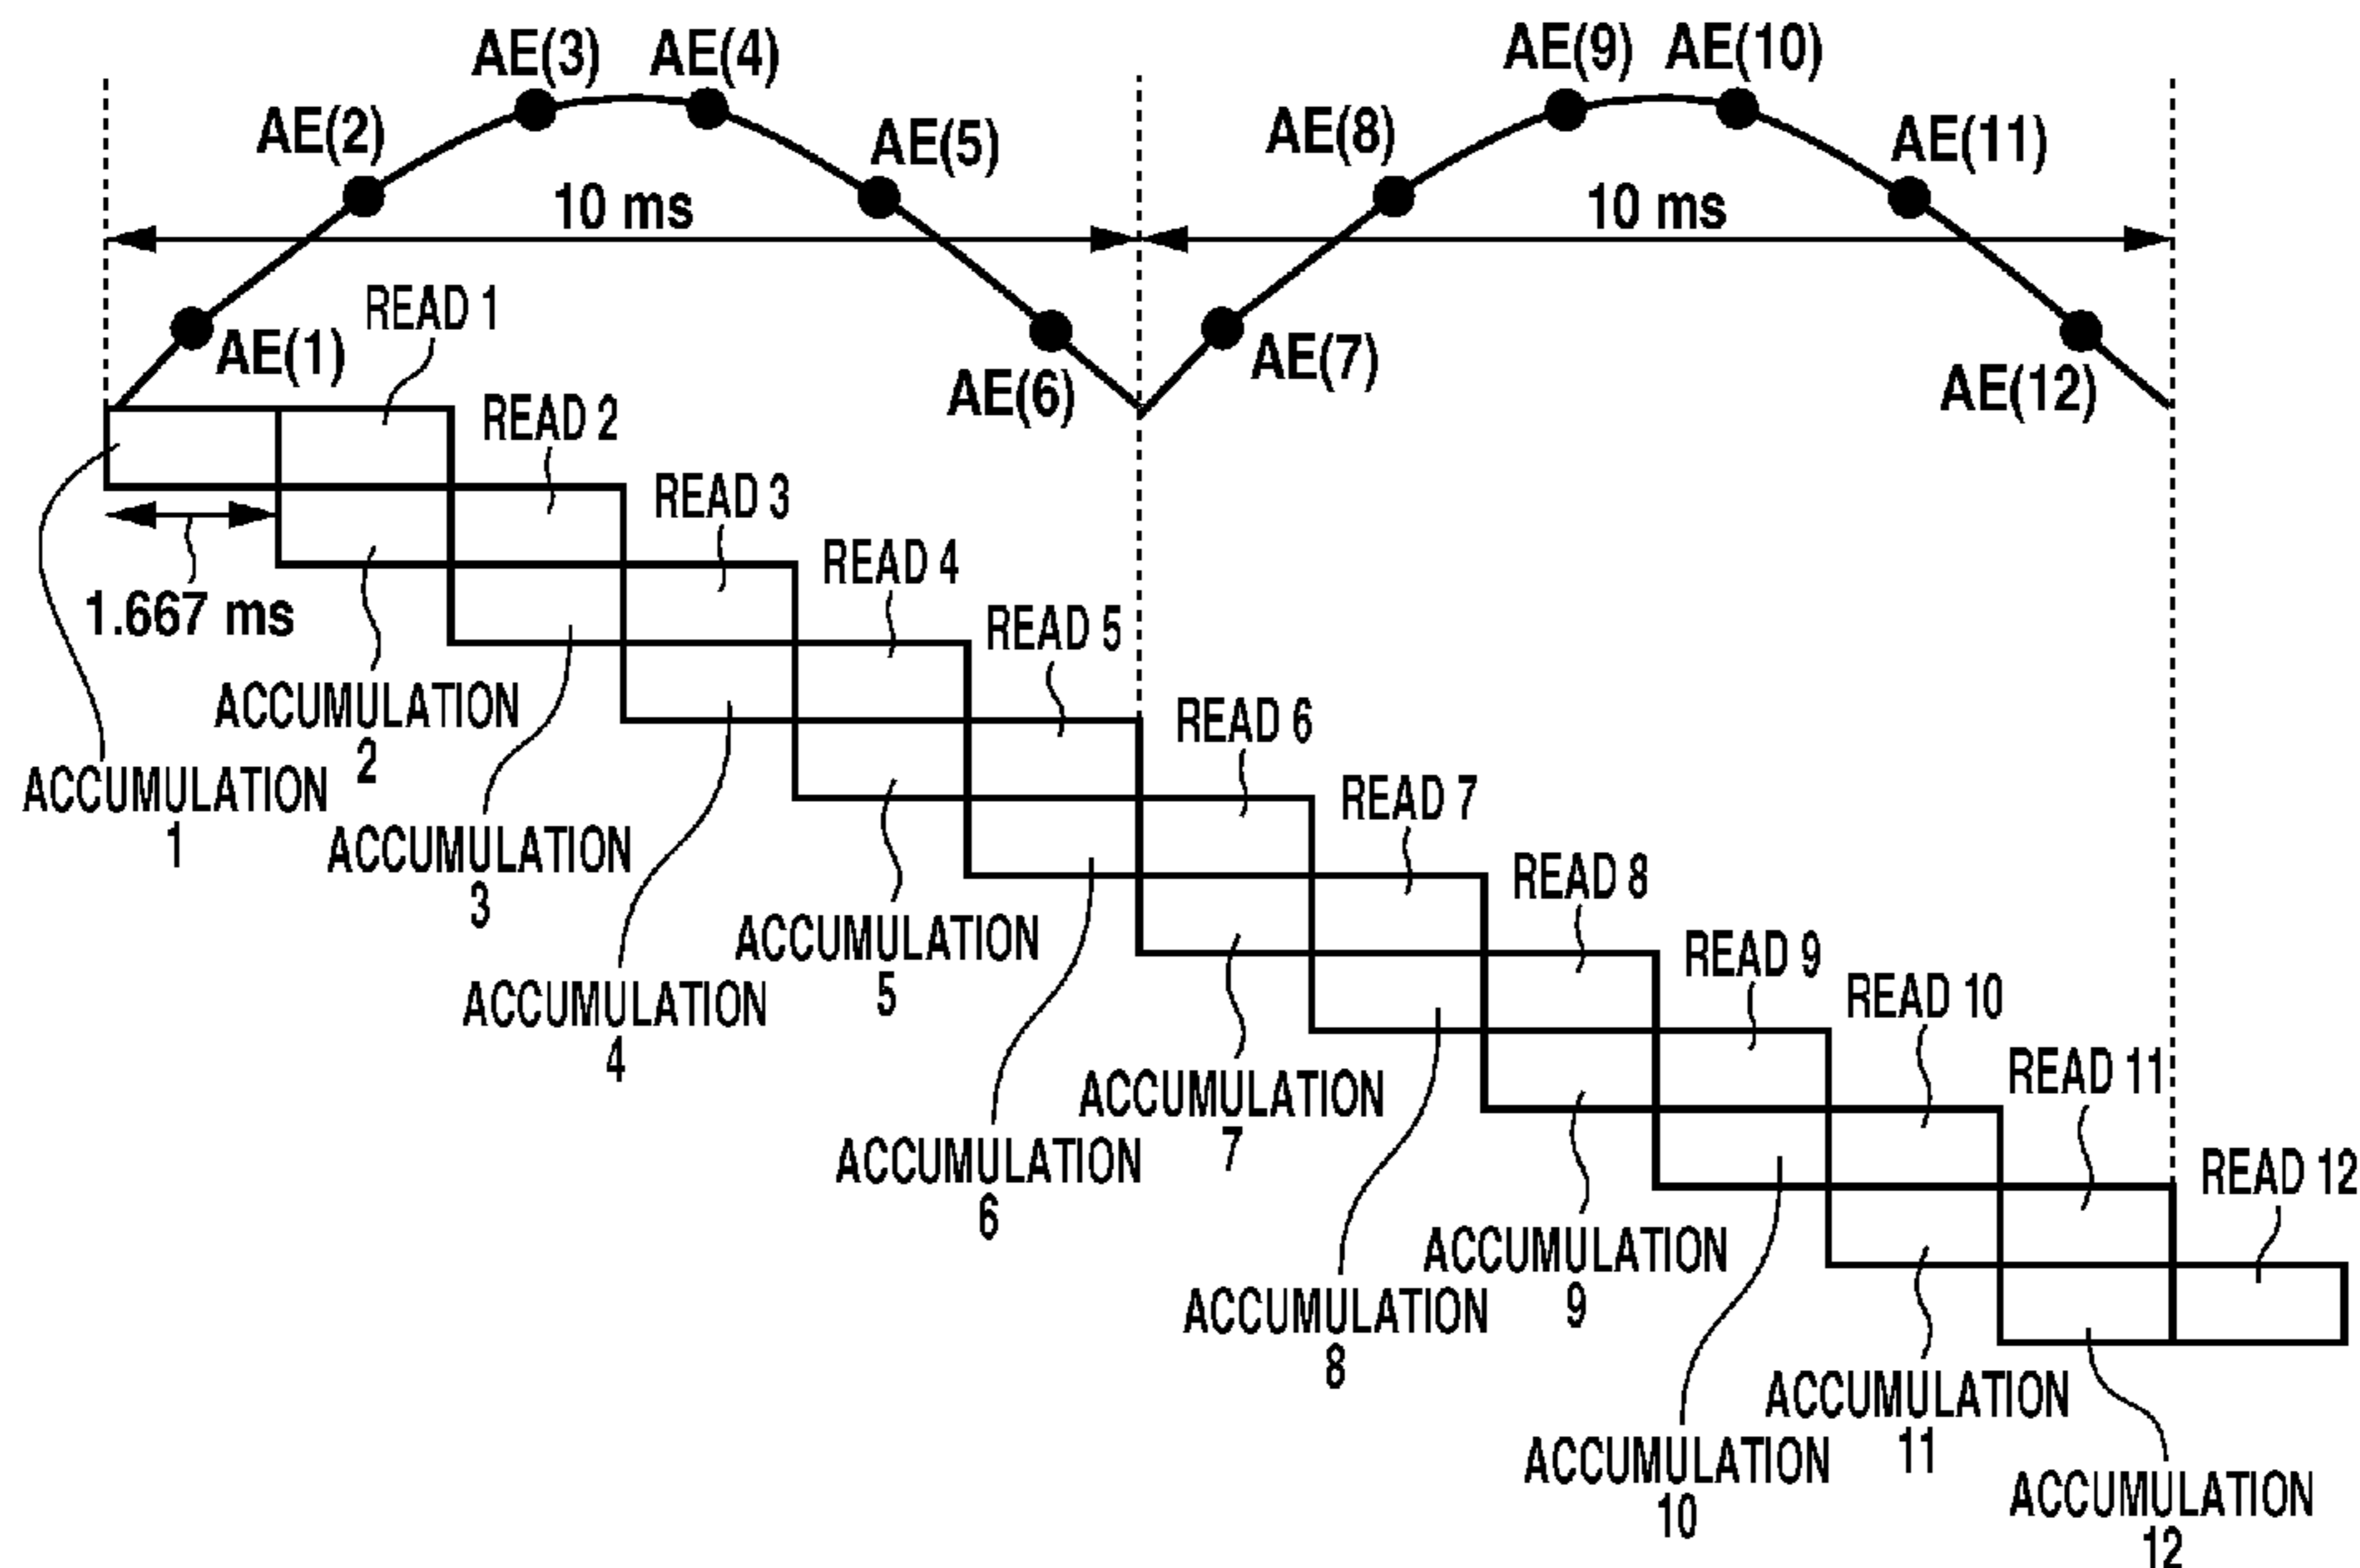 AE(3) AE(4)
AE(9) AE(10)
AE(2)
AE(5)
AE(8)
AE(11)
10 ms
10 ms
READ 1
AE(1)
AE(6)
AE(7)
AE(12)
READ 2
READ 3
READ 4
1.667 ms
READ 5
ACCUMULATION
2
READ 6
ACCUMULATION
1
READ 7
ACCUMULATION
3
READ 8
ACCUMULATION
5
READ 9
ACCUMULATION
4
READ 10
READ 11
ACCUMULATION
7
ACCUMULATION
6
READ 12
ACCUMULATION
9
ACCUMULATION
8
ACCUMULATION
11
ACCUMULATION
10
ACCUMULATION
12